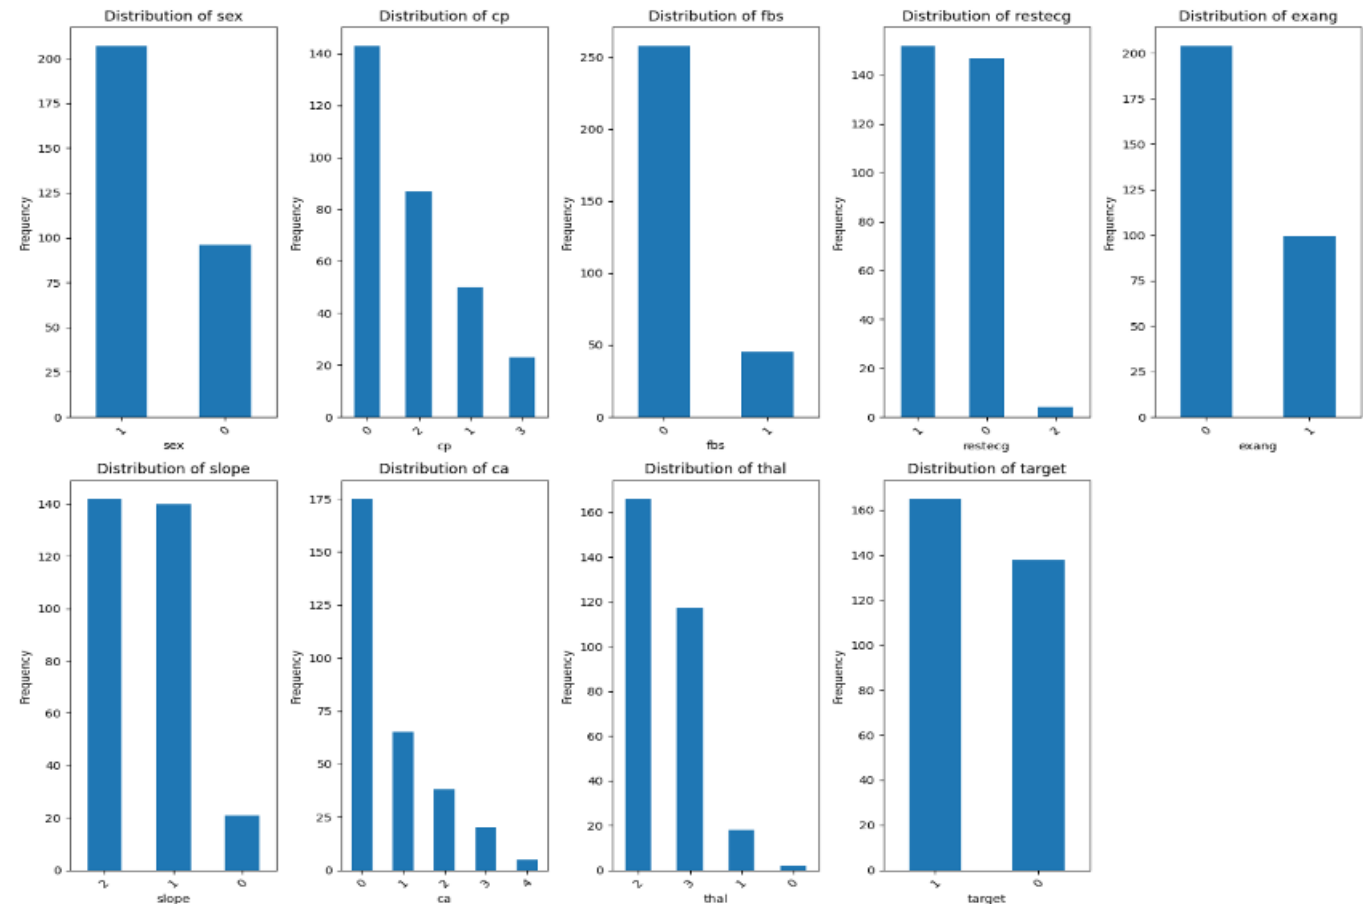 Distribution of sex
200
175
150
125
100
75
50
25
0
Frequency
1 0
sex
Distribution of cp
140
120
100
80
60
40
20
0
Frequency
0 2 1 3
cp
Distribution of fbs
250
200
150
100
50
0
Frequency
0 1
fbs
Distribution of restecg
140
120
100
80
60
40
20
0
Frequency
1 0 2
restecg
Distribution of exang
200
175
150
125
100
75
50
25
0
Frequency
0 1
exang
Distribution of slope
140
120
100
80
60
40
20
0
Frequency
2 1 0
slope
Distribution of ca
175
150
125
100
75
50
25
0
Frequency
0 1 2 3 4
ca
Distribution of thal
160
140
120
100
80
60
40
20
0
Frequency
2 3 1 0
thal
Distribution of target
160
140
120
100
80
60
40
20
0
Frequency
1 0
target